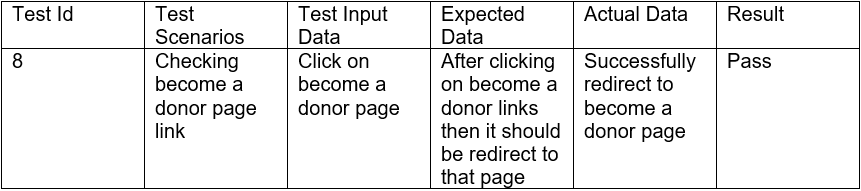 Test Id
Test
Scenarios
Test Input
Data
Expected
Data
Actual Data
Result
8
Checking
become a
donor page
link
Click on
become a
donor page
After clicking
on become a
donor links
then it should
be redirect to
that page
Successfully
redirect to
become a
donor page
Pass